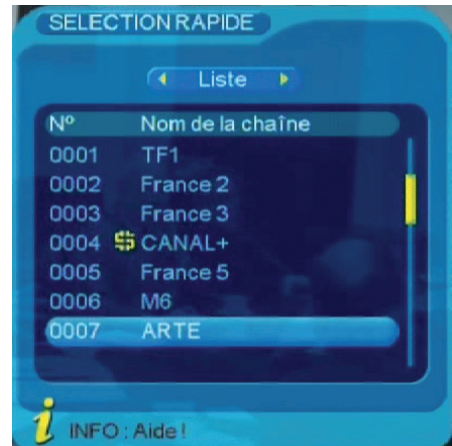 SELECTION RAPIDE
Liste
Nº Nom de la chaîne
0001 TF1
0002 France 2
0003 France 3
0004 $ CANAL+
0005 France 5
0006 M6
0007 ARTE
i INFO : Aide !